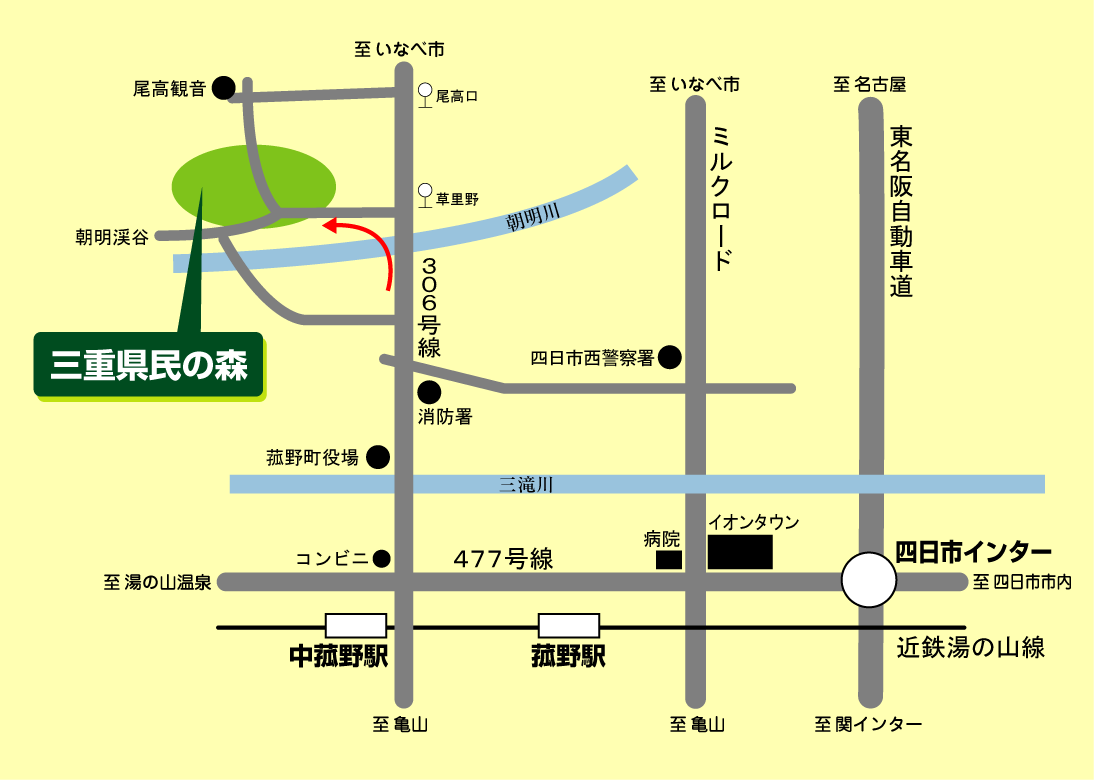 至 いなべ市
尾高観音
尾高口
至 いなべ市
至 名古屋
ミルクロード
東名阪自動車道
草里野
朝明川
朝明渓谷
306号線
三重県民の森
四日市西警察署
消防署
菰野町役場
三滝川
コンビニ
477号線
病院
イオンタウン
四日市インター
至 湯の山温泉
至 四日市市内
中菰野駅
菰野駅
近鉄湯の山線
至 亀山
至 亀山
至 関インター